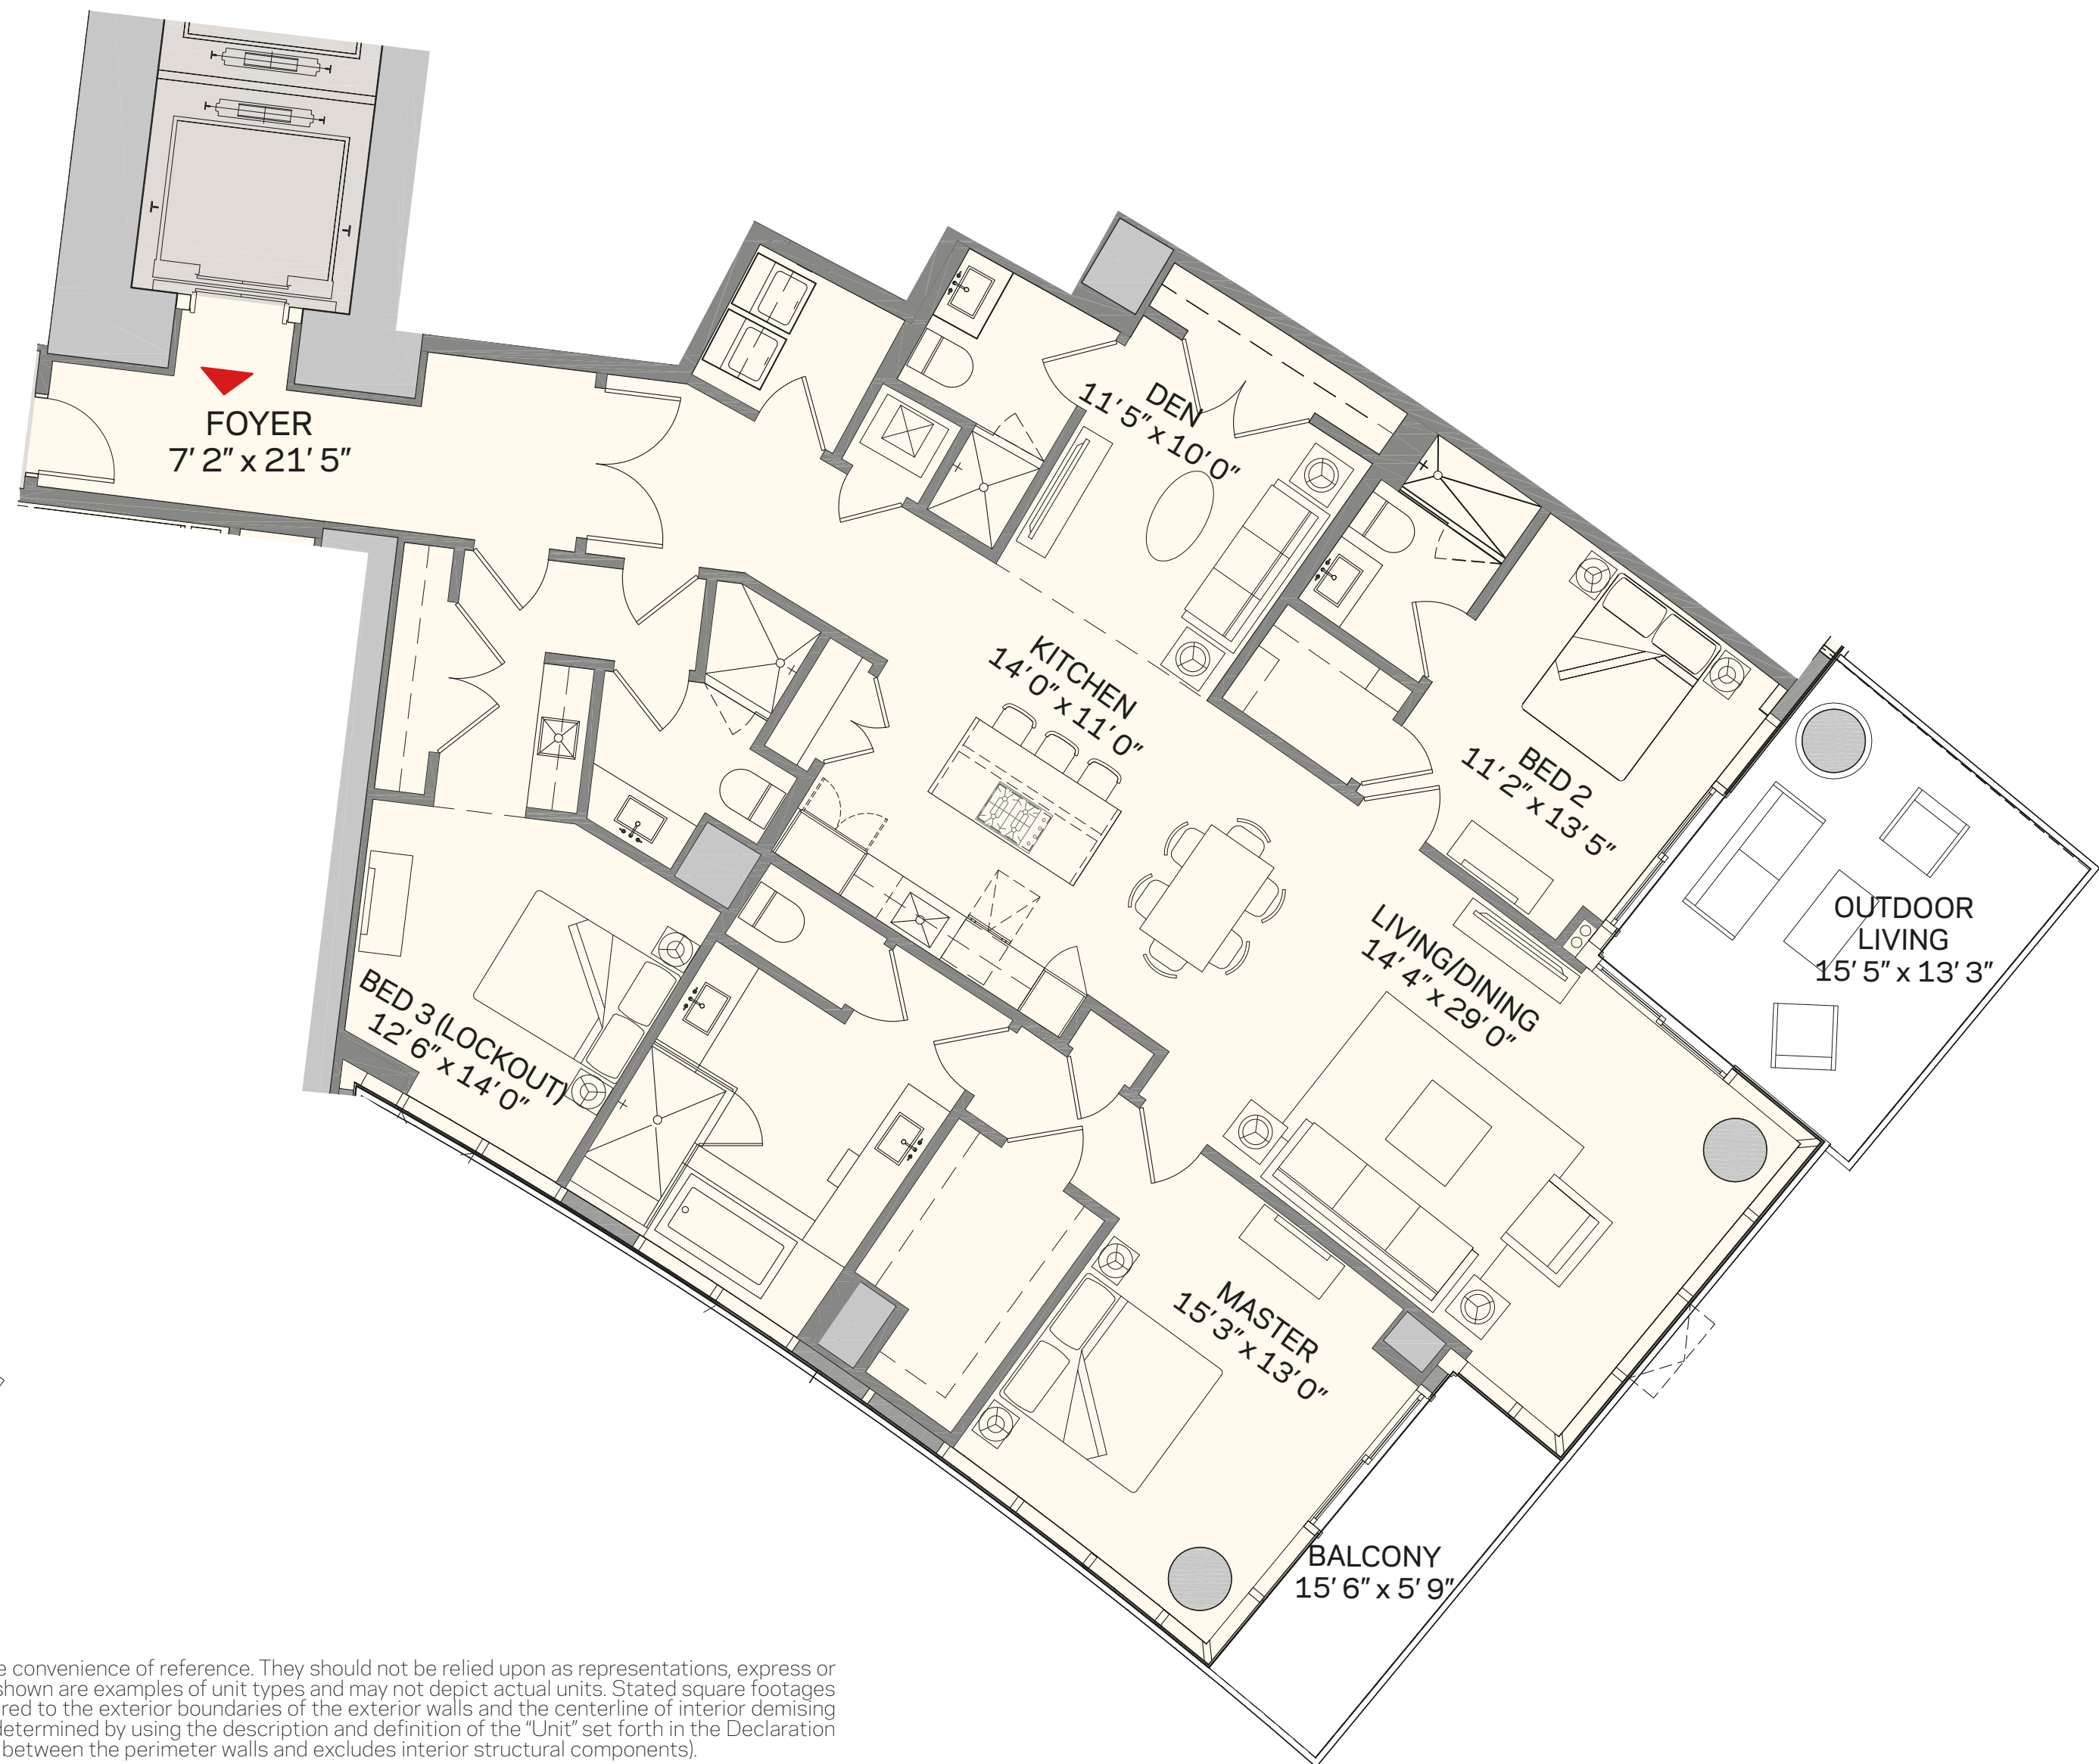 FOYER
7' 2" x 21' 5"
DEN
11' 5" x 10' 0"
KITCHEN
14' 0" x 11' 0"
BED 2
11' 2" x 13' 5"
OUTDOOR
LIVING
15' 5" x 13' 3"
LIVING/DINING
14' 4" x 29' 0"
BED 3 (LOCKOUT)
12' 6" x 14' 0"
MASTER
15' 3" x 13' 0"
BALCONY
15' 6" x 5' 9"
convenience of reference. They should not be relied upon as representations, express or
shown are examples of unit types and may not depict actual units. Stated square footages
to the exterior boundaries of the exterior walls and the centerline of interior demising
determined by using the description and definition of the “Unit” set forth in the Declaration
between the perimeter walls and excludes interior structural components).